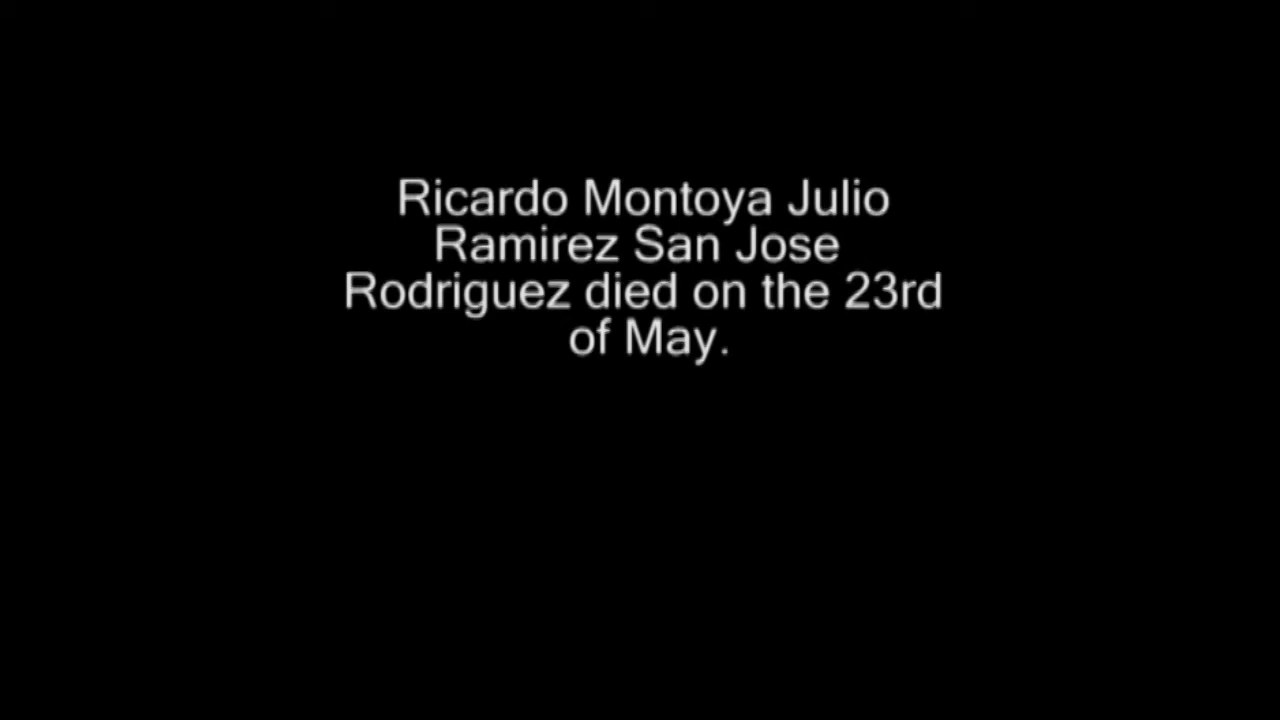 Ricardo Montoya Julio
Ramirez San Jose
Rodriguez died on the 23rd
of May.